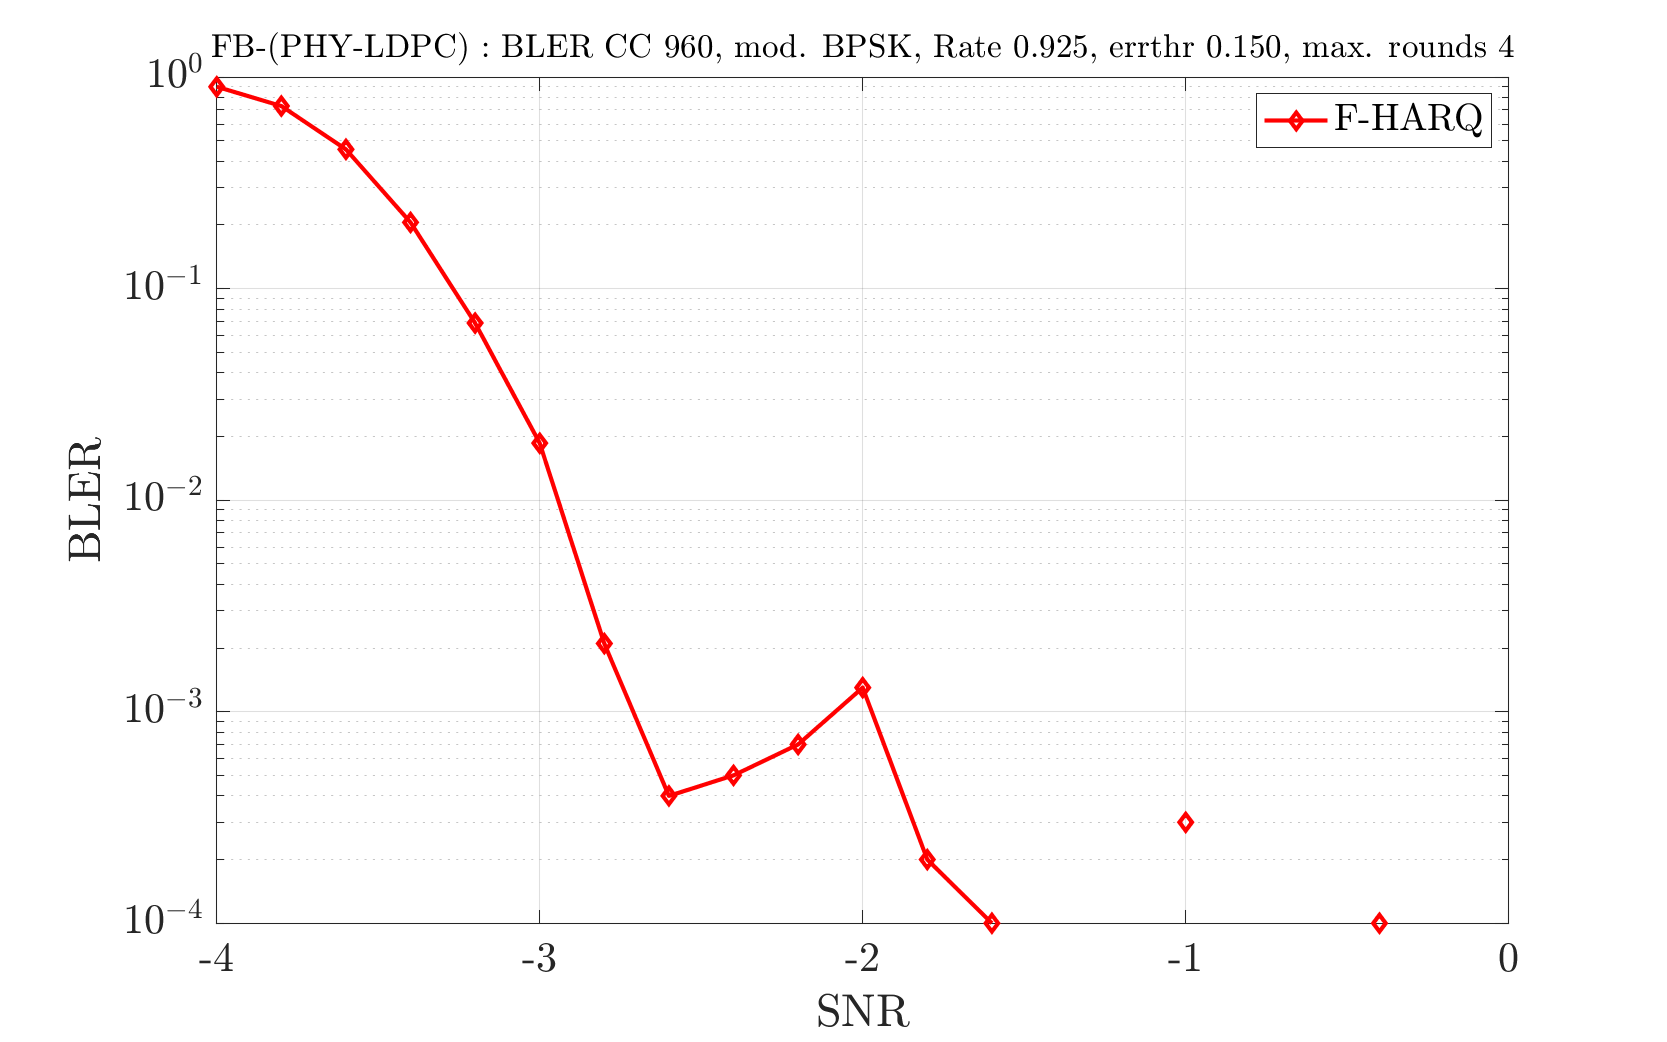 FB-(PHY-LDPC) : BLER CC 960, mod. BPSK, Rate 0.925, errthr 0.150, max. rounds 4
F-HARQ
10^0
10^{-1}
10^{-2}
10^{-3}
10^{-4}
BLER
-4 -3 -2 -1 0
SNR